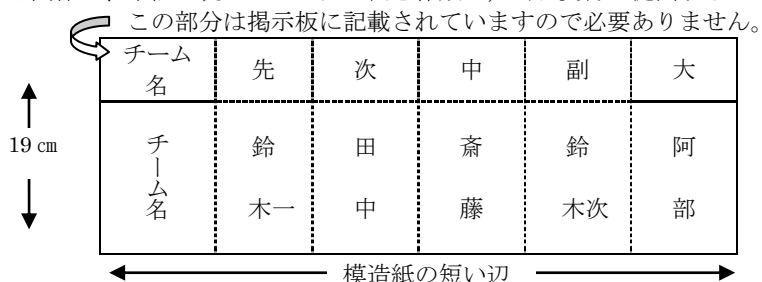 この部分は掲示板に記載されていますので必要ありません。
チーム名 先 次 中 副 大
19 cm
チーム名 鈴木一 田中 斎藤 鈴木次 阿部
模造紙の短い辺